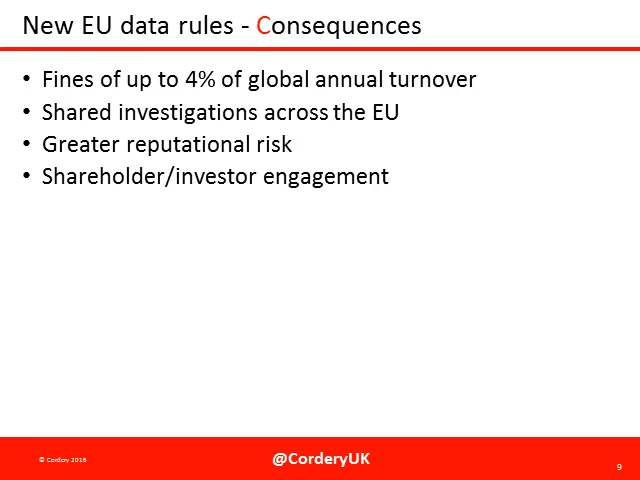 New EU data rules - Consequences
• Fines of up to 4% of global annual turnover
• Shared investigations across the EU
• Greater reputational risk
• Shareholder/investor engagement
© Cordery 2016
@CorderyUK
9